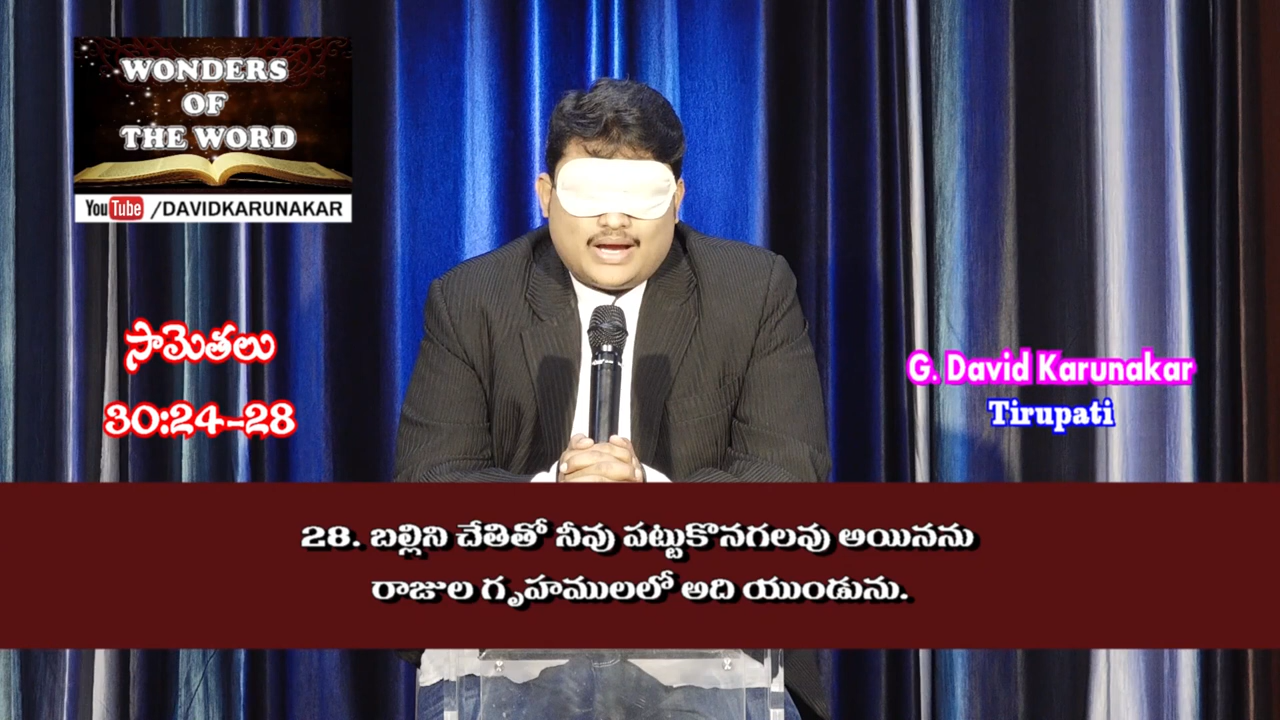 WONDERS
OF
THE WORD
YouTube /DAVIDKARUNAKAR
సామెతలు
30:24-28
G. David Karunakar
Tirupati
28. బల్లిని చేతితో నీవు పట్టుకొనగలవు అయినను
రాజుల గృహములలో అది యుండును.